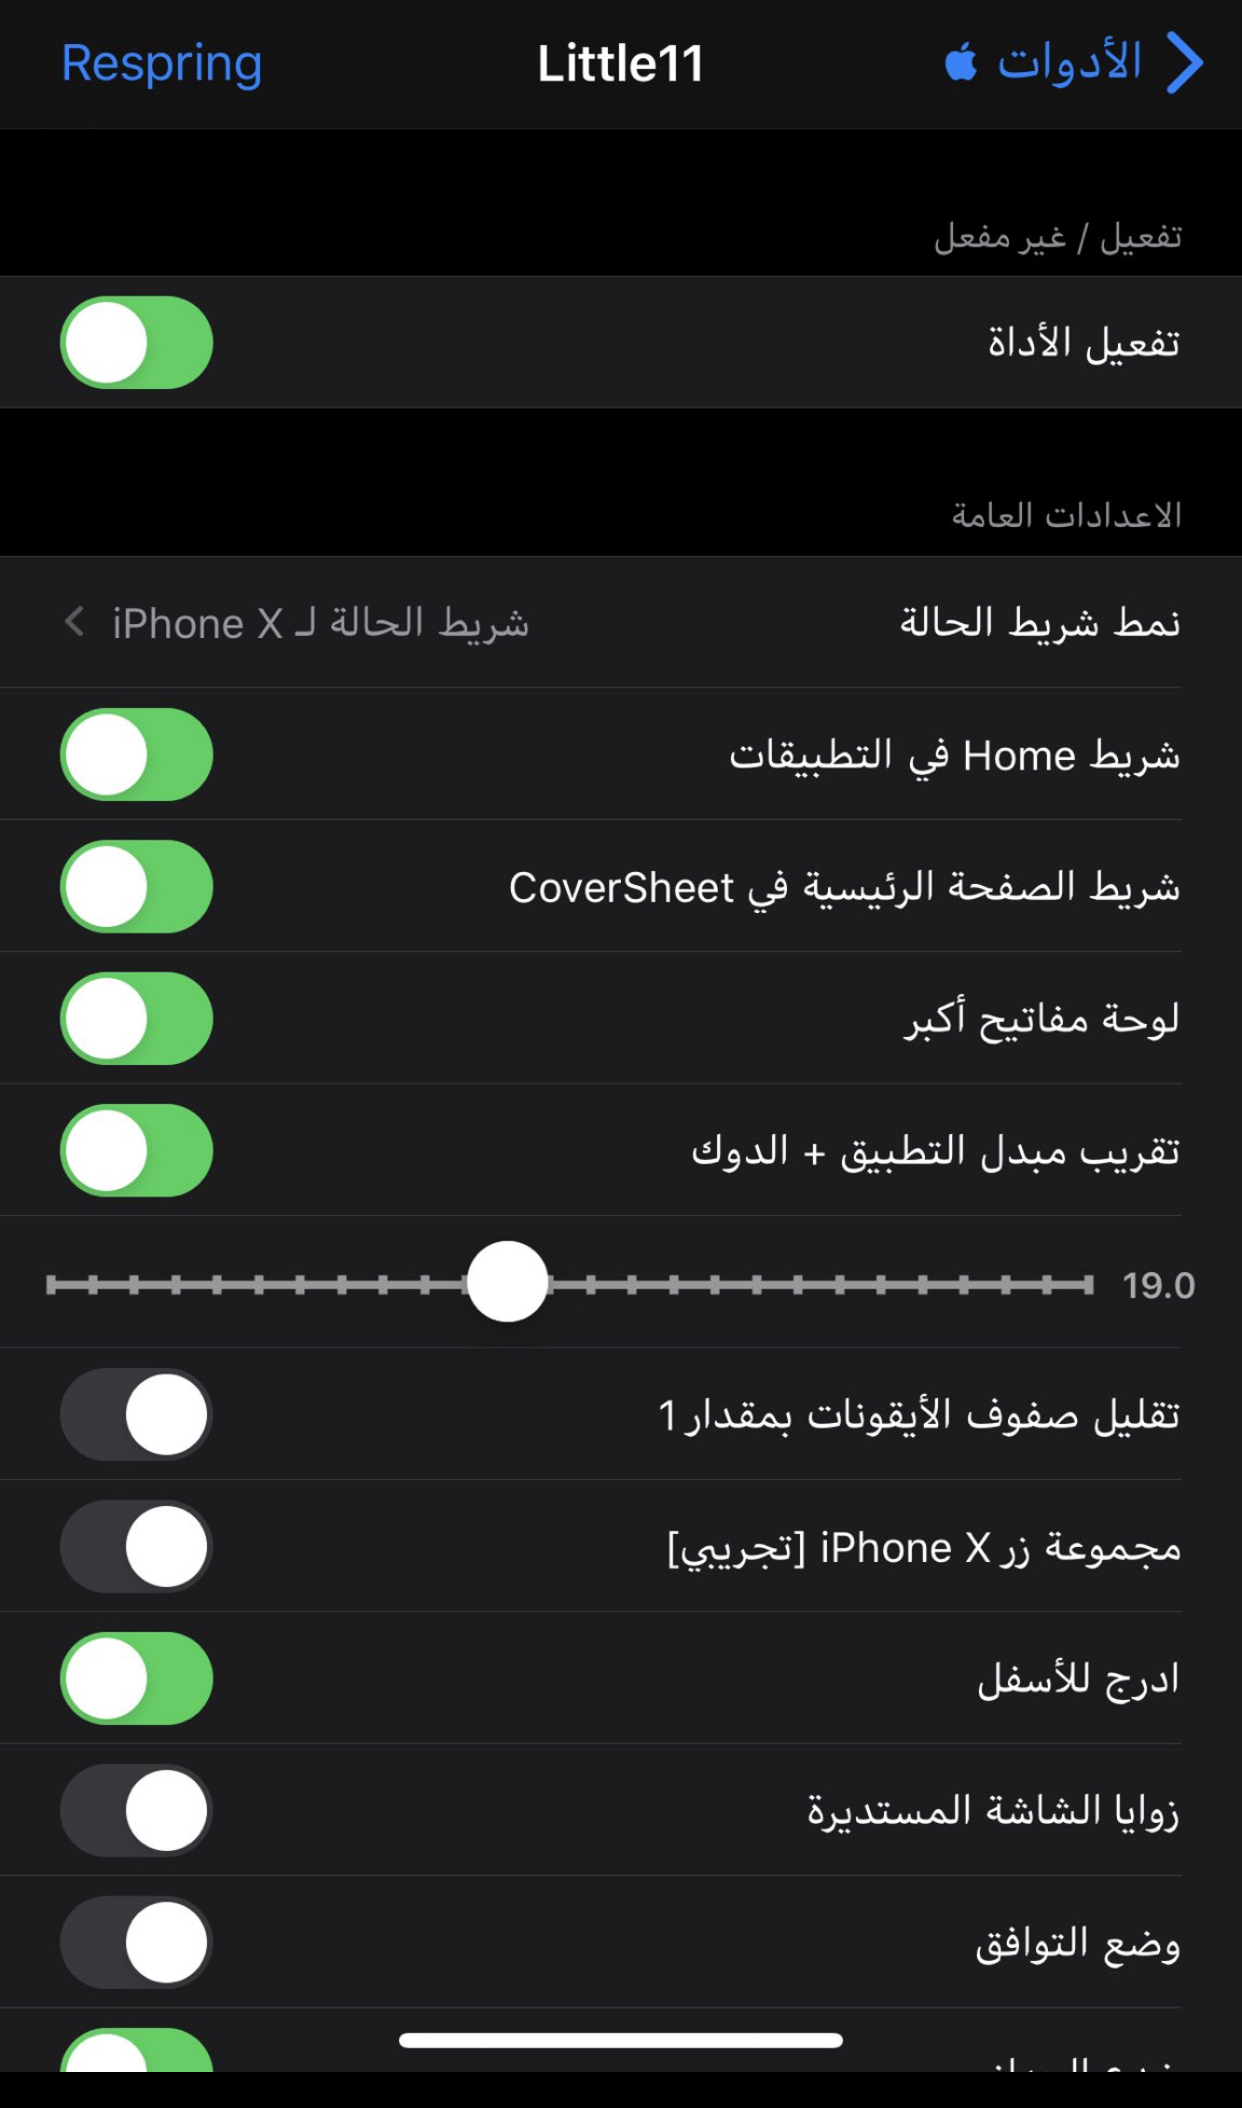 الأدوات Little11 Respring
تفعيل / غير مفعل
تفعيل الأداة
الاعدادات العامة
نمط شريط الحالة شريط الحالة لـ iPhone X
شريط Home في التطبيقات
شريط الصفحة الرئيسية في CoverSheet
لوحة مفاتيح أكبر
تقريب مبدل التطبيق + الدوك
19.0
تقليل صفوف الأيقونات بمقدار 1
مجموعة زر iPhone X [تجريبي]
ادرج للأسفل
زوايا الشاشة المستديرة
وضع التوافق